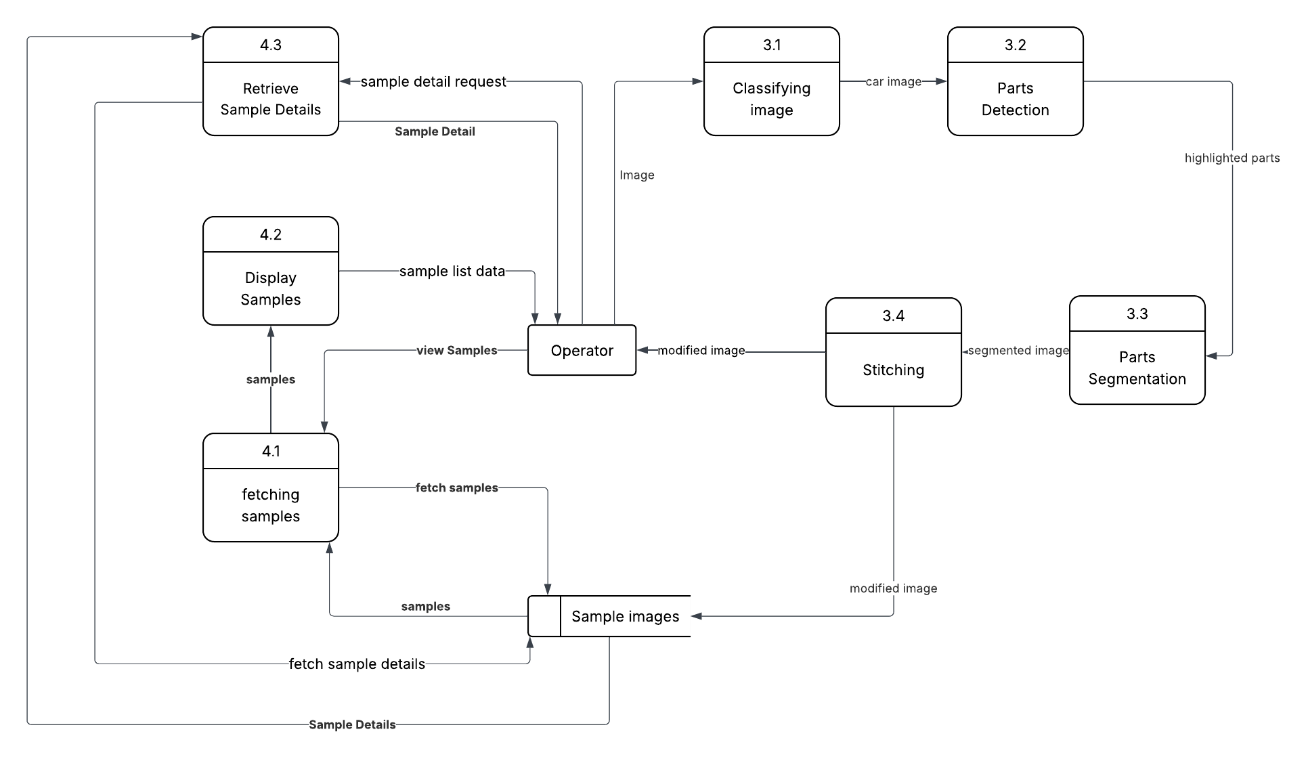 4.3
Retrieve
Sample Details
sample detail request
Sample Detail
3.1
Classifying
image
car image
3.2
Parts
Detection
highlighted parts
Image
4.2
Display
Samples
sample list data
Operator
view Samples
samples
modified image
3.4
Stitching
segmented image
3.3
Parts
Segmentation
4.1
fetching
samples
fetch samples
samples
Sample images
modified image
fetch sample details
Sample Details